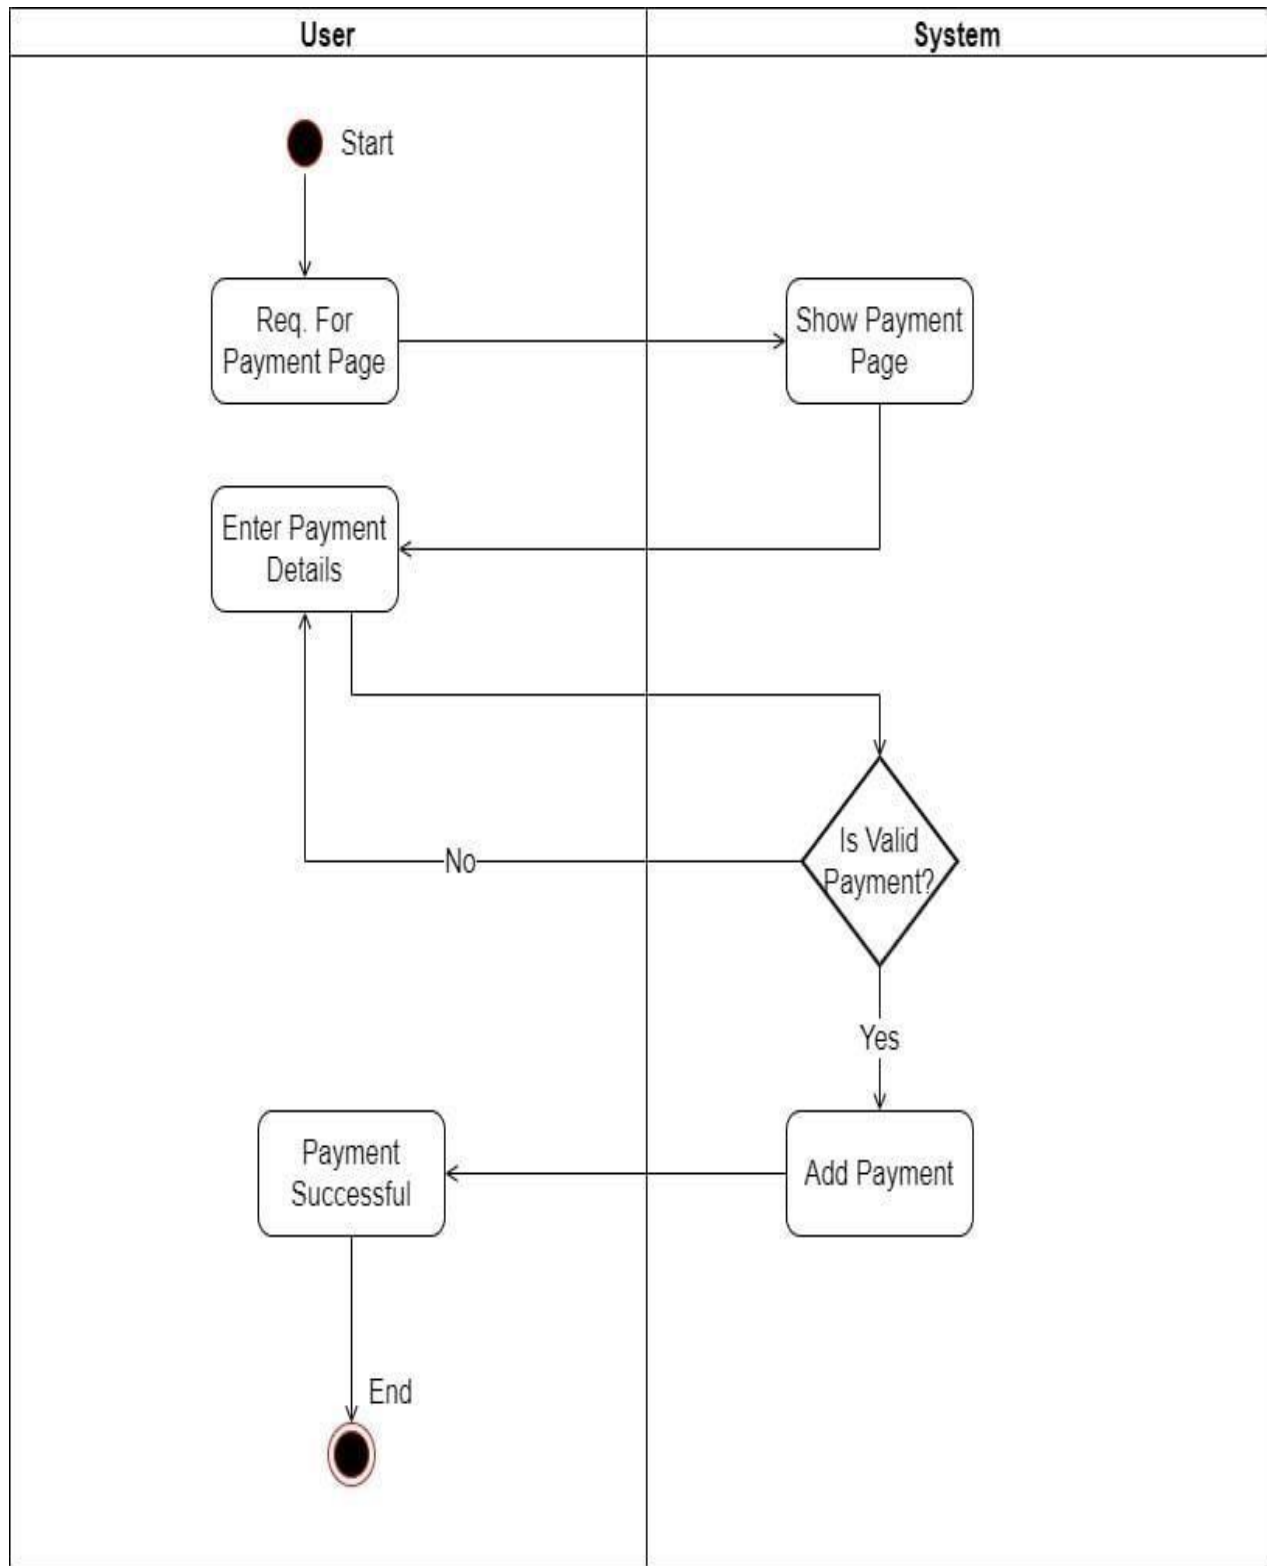 User
System
Start
Req. For
Payment Page
Show Payment
Page
Enter Payment
Details
Is Valid
Payment?
No
Yes
Payment
Successful
Add Payment
End